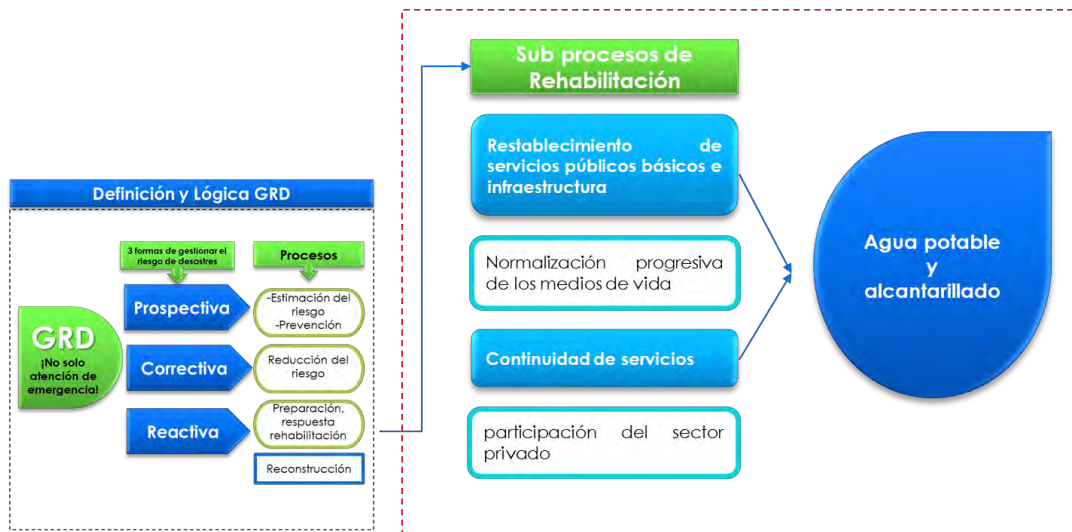 Definición y Lógica GRD
3 formas de gestionar el
riesgo de desastres
Procesos
GRD
¡No solo
atención de
emergencia!
Prospectiva
-Estimación del
riesgo
-Prevención
Correctiva
Reducción del
riesgo
Reactiva
Preparación,
respuesta
rehabilitación
Reconstrucción
Sub procesos de
Rehabilitación
Restablecimiento de
servicios públicos básicos e
infraestructura
Normalización progresiva
de los medios de vida
Continuidad de servicios
participación del sector
privado
Agua potable
y
alcantarillado